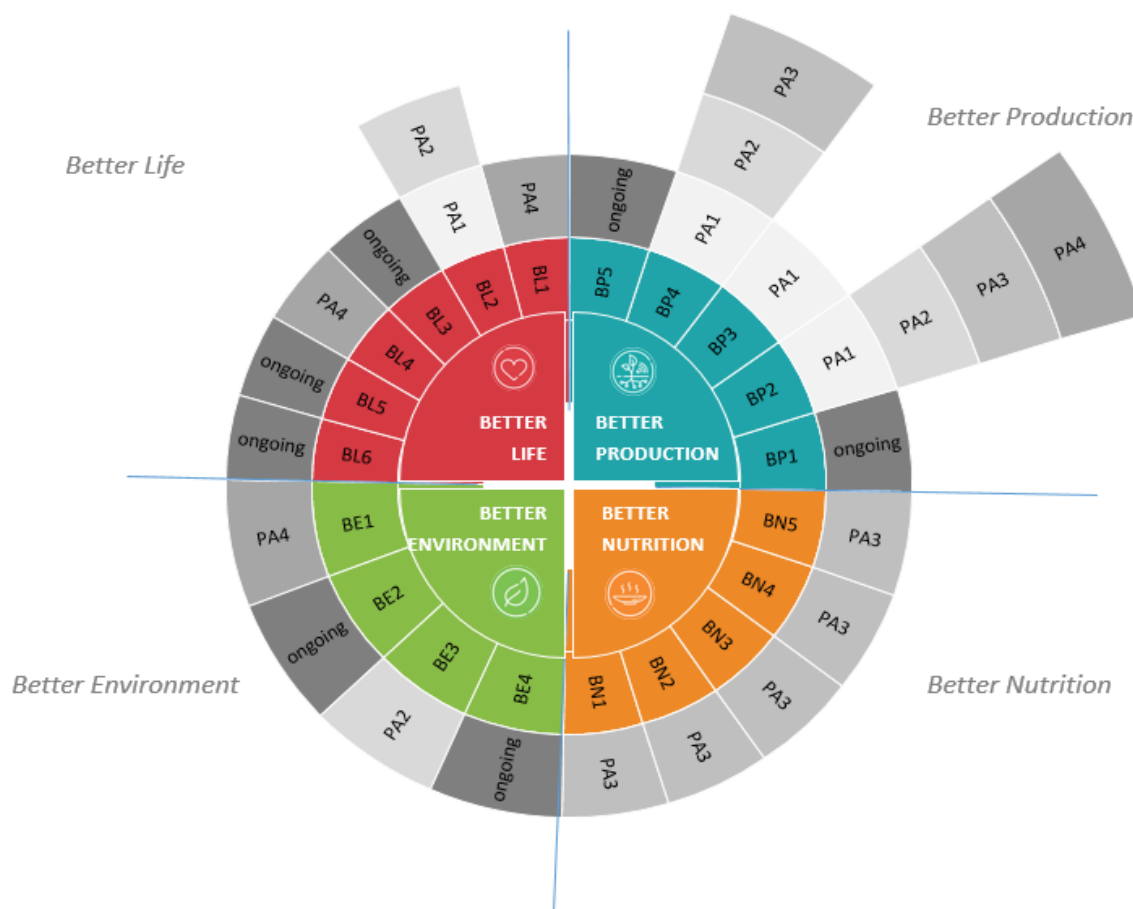 Better Life
Better Production
PA3
PA2
PA2
PA1
PA4
ongoing
PA1
PA1
PA2
PA3
PA4
PA1
ongoing
ongoing
PA4
ongoing
ongoing
BL1
BL2
BL3
BL4
BL5
BL6
BP5
BP4
BP3
BP2
BP1
BETTER
LIFE
BETTER
PRODUCTION
BETTER
ENVIRONMENT
BETTER
NUTRITION
BE1
BE2
BE3
BE4
BN5
BN4
BN3
BN2
BN1
PA4
ongoing
PA2
ongoing
PA3
PA3
PA3
PA3
PA3
Better Environment
Better Nutrition